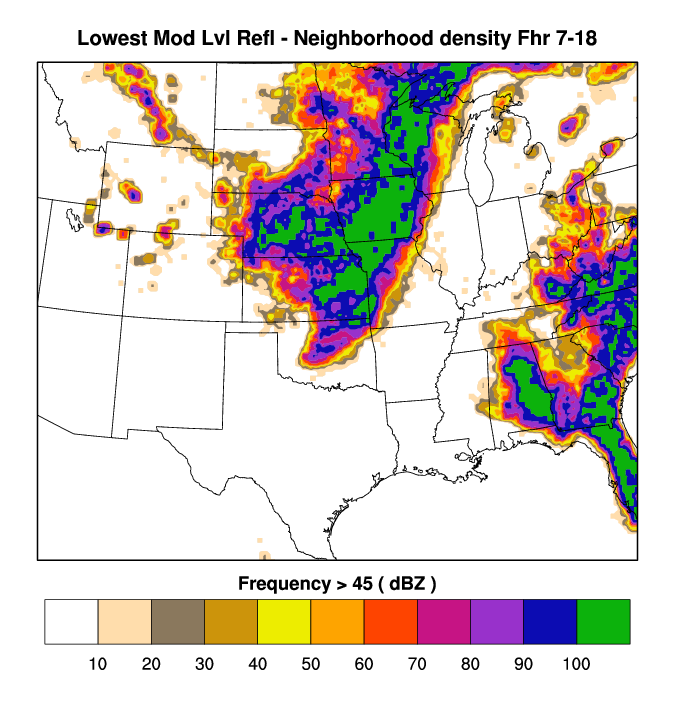 Lowest Mod Lvl Refl - Neighborhood density Fhr 7-18
Frequency > 45 ( dBZ )
10 20 30 40 50 60 70 80 90 100